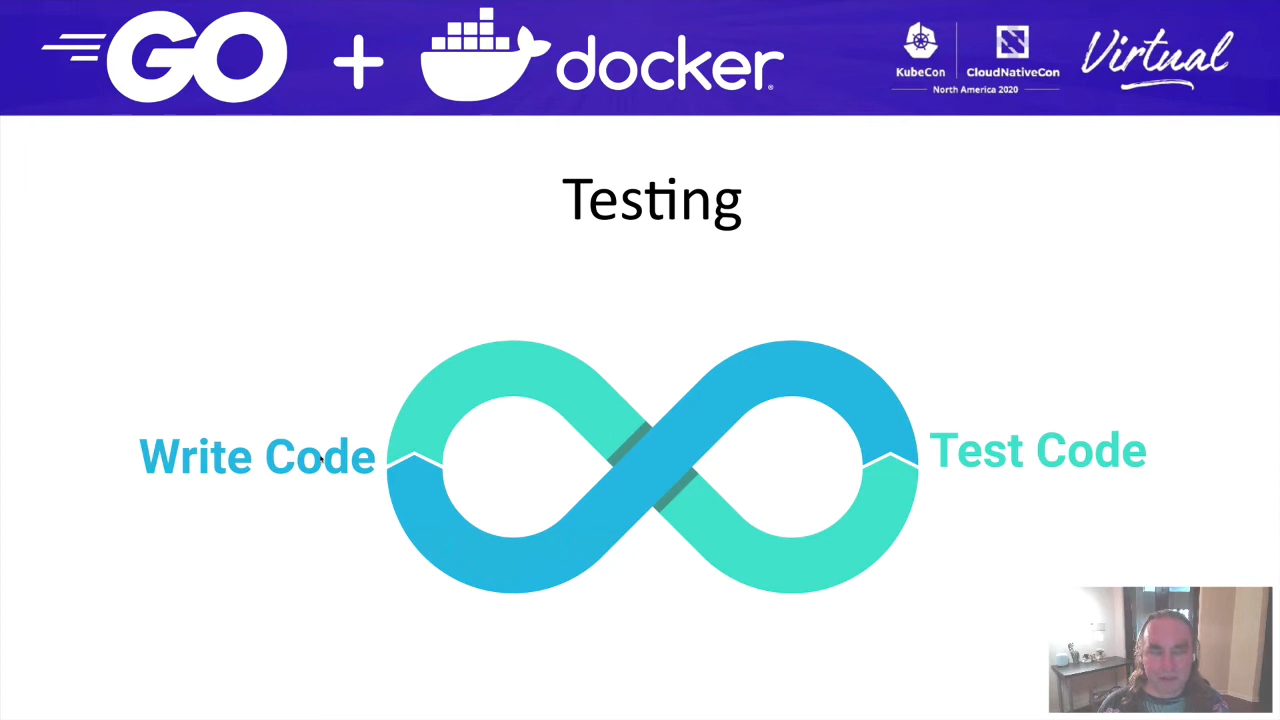 GO + docker
KubeCon
CloudNativeCon
North America 2020
Virtual
Testing
Write Code
Test Code